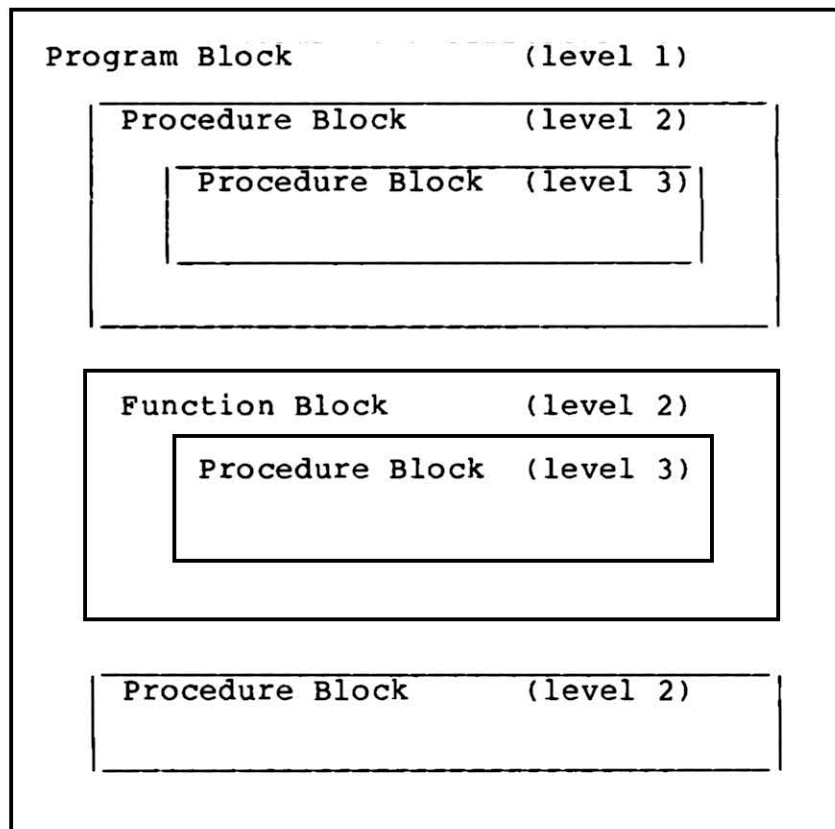 Program Block (level 1)
Procedure Block (level 2)
Procedure Block (level 3)
Function Block (level 2)
Procedure Block (level 3)
Procedure Block (level 2)